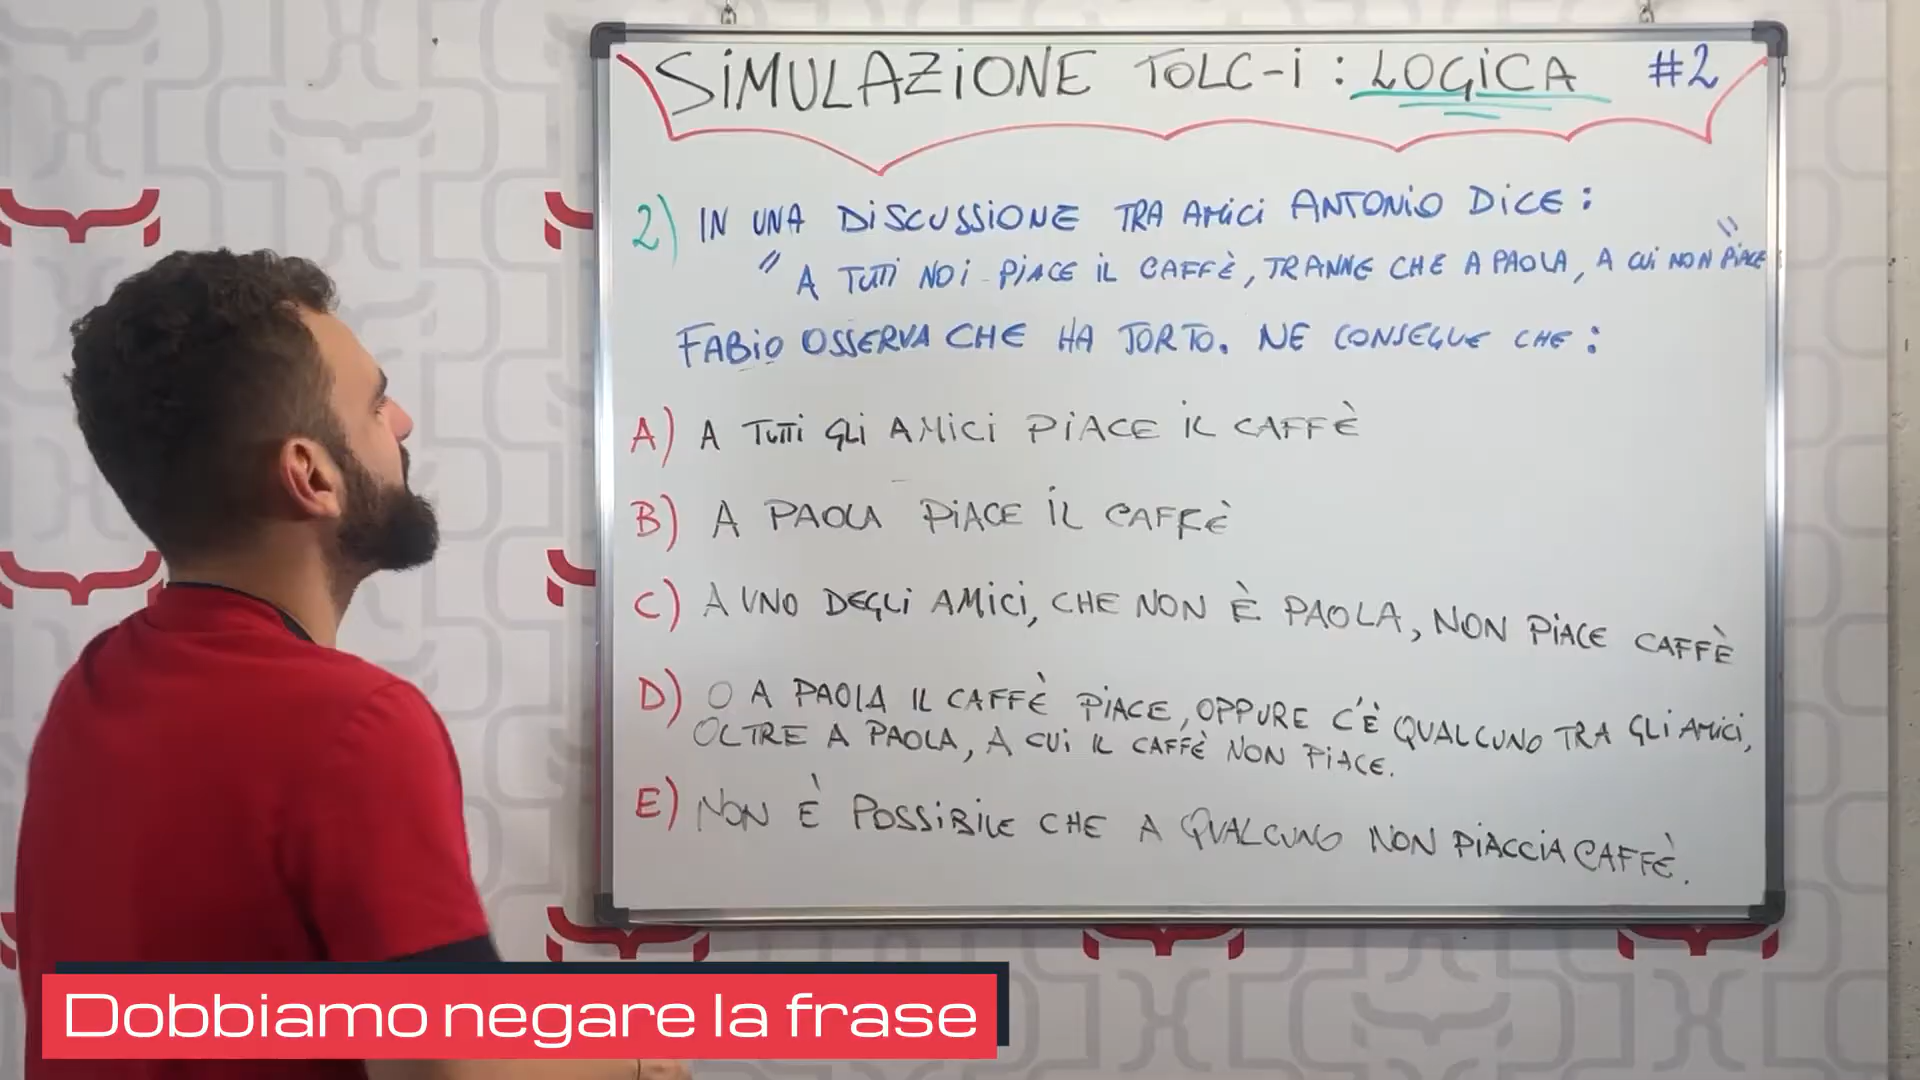 SIMULAZIONE TOLC-I : LOGICA #2
2) IN UNA DISCUSSIONE TRA AMICI ANTONIO DICE :
" A TUTTI NOI PIACE IL CAFFÈ, TRANNE CHE A PAOLA, A CUI NON PIACE "
FABIO OSSERVA CHE HA TORTO. NE CONSEGUE CHE :
A) A TUTTI GLI AMICI PIACE IL CAFFÈ
B) A PAOLA PIACE IL CAFFÈ
C) A UNO DEGLI AMICI, CHE NON È PAOLA, NON PIACE CAFFÈ
D) O A PAOLA IL CAFFÈ PIACE, OPPURE C'È QUALCUNO TRA GLI AMICI,
OLTRE A PAOLA, A CUI IL CAFFÈ NON PIACE.
E) NON È POSSIBILE CHE A QUALCUNO NON PIACCIA CAFFÈ.
Dobbiamo negare la frase